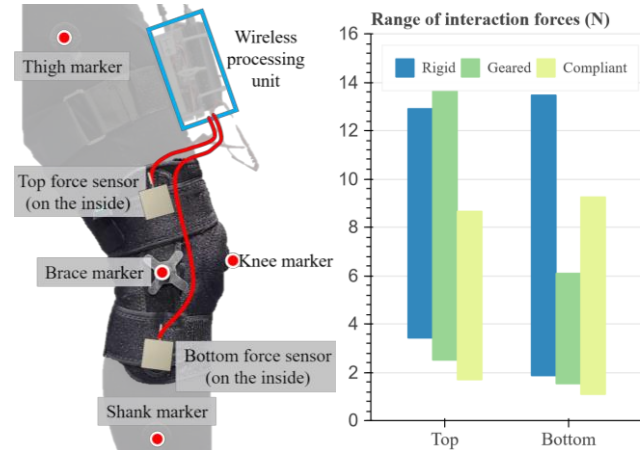 Thigh marker
Wireless
processing
unit
Top force sensor
(on the inside)
Brace marker
Knee marker
Bottom force sensor
(on the inside)
Shank marker
Range of interaction forces (N)
Rigid Geared Compliant
16
14
12
10
8
6
4
2
0
Top Bottom